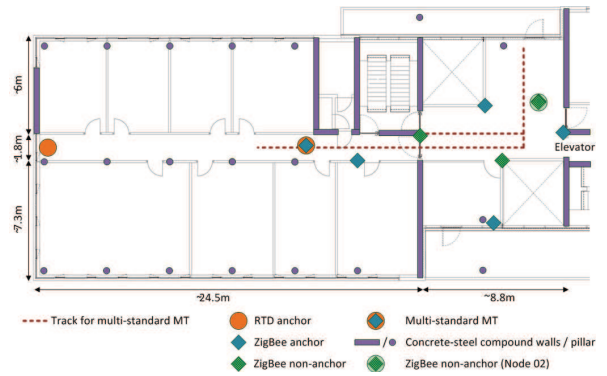 ~6m
~1.8m
~7.3m
Elevator
~24.5m
~8.8m
Track for multi-standard MT
RTD anchor
Multi-standard MT
ZigBee anchor
/ Concrete-steel compound walls / pillar
ZigBee non-anchor
ZigBee non-anchor (Node 02)